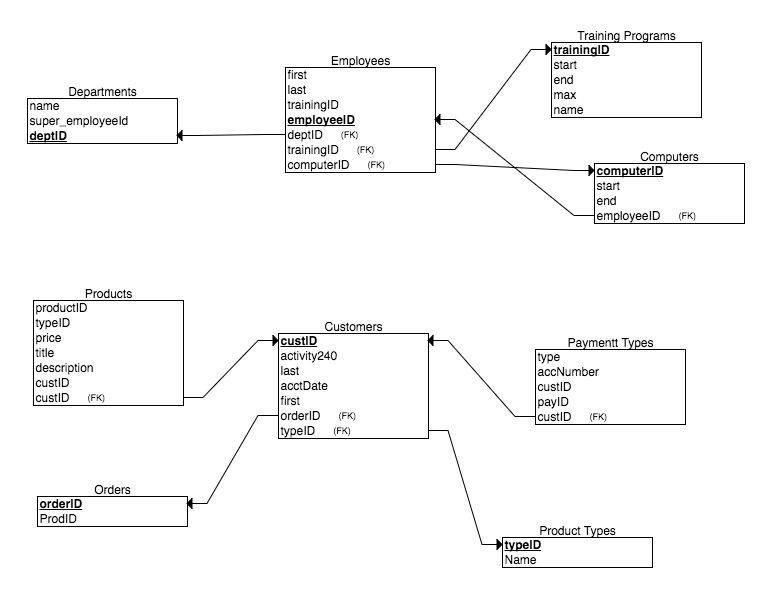 Training Programs
trainingID
start
end
max
name
Employees
first
last
trainingID
employeeID
deptID (FK)
trainingID (FK)
computerID (FK)
Departments
name
super_employeeId
deptID
Computers
computerID
start
end
employeeID (FK)
Products
productID
typeID
price
title
description
custID
custID (FK)
Customers
custID
activity240
last
acctDate
first
orderID (FK)
typeID (FK)
Paymentt Types
type
accNumber
custID
payID
custID (FK)
Orders
orderID
ProdID
Product Types
typeID
Name